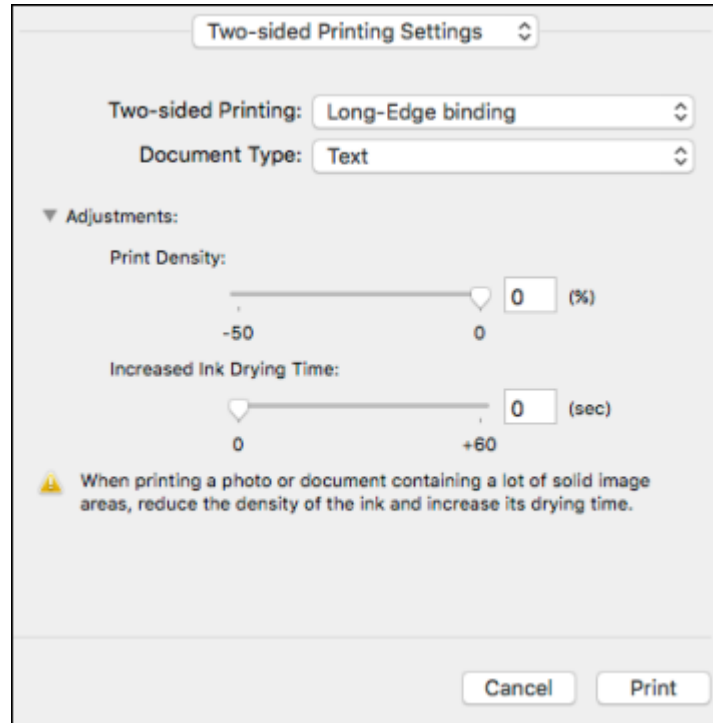 Two-sided Printing Settings
Two-sided Printing: Long-Edge binding
Document Type: Text
Adjustments:
Print Density:
0 (%)
-50 0
Increased Ink Drying Time:
0 (sec)
0 +60
When printing a photo or document containing a lot of solid image
areas, reduce the density of the ink and increase its drying time.
Cancel Print